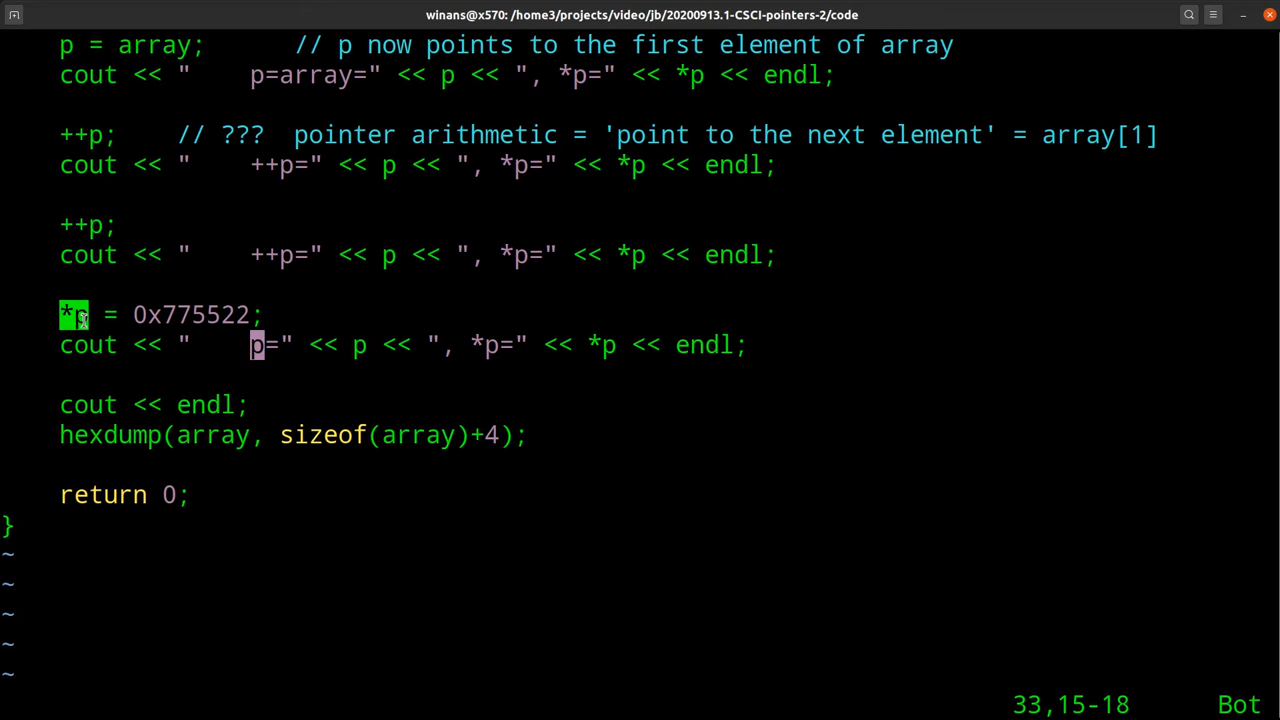 winans@x570: /home3/projects/video/jb/20200913.1-CSCI-pointers-2/code
p = array;      // p now points to the first element of array
cout << "    p=array=" << p << ", *p=" << *p << endl;
++p;    // ???  pointer arithmetic = 'point to the next element' = array[1]
cout << "    ++p=" << p << ", *p=" << *p << endl;
++p;
cout << "    ++p=" << p << ", *p=" << *p << endl;
*p = 0x775522;
cout << "    p=" << p << ", *p=" << *p << endl;
cout << endl;
hexdump(array, sizeof(array)+4);
return 0;
}
~
~
~
~
~
33,15-18      Bot